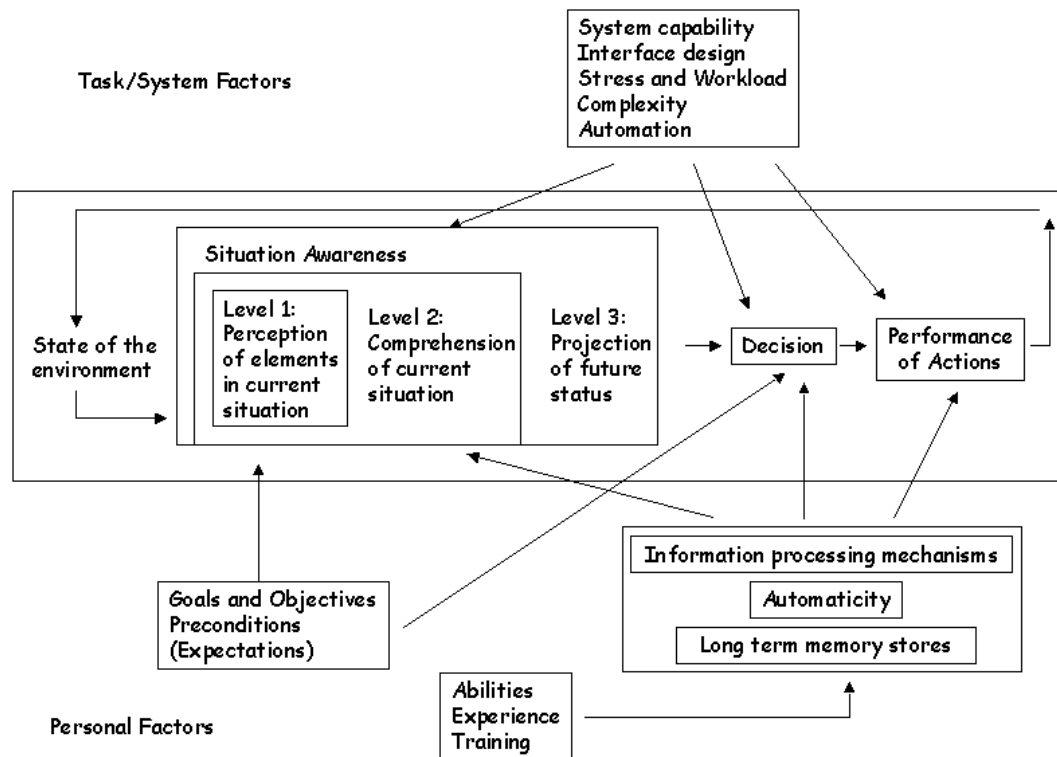 System capability
Interface design
Stress and Workload
Complexity
Automation
Task/System Factors
Situation Awareness
Level 1:
Perception
of elements
in current
situation
Level 2:
Comprehension
of current
situation
Level 3:
Projection
of future
status
State of the
environment
Decision
Performance
of Actions
Information processing mechanisms
Automaticity
Long term memory stores
Goals and Objectives
Preconditions
(Expectations)
Abilities
Experience
Training
Personal Factors